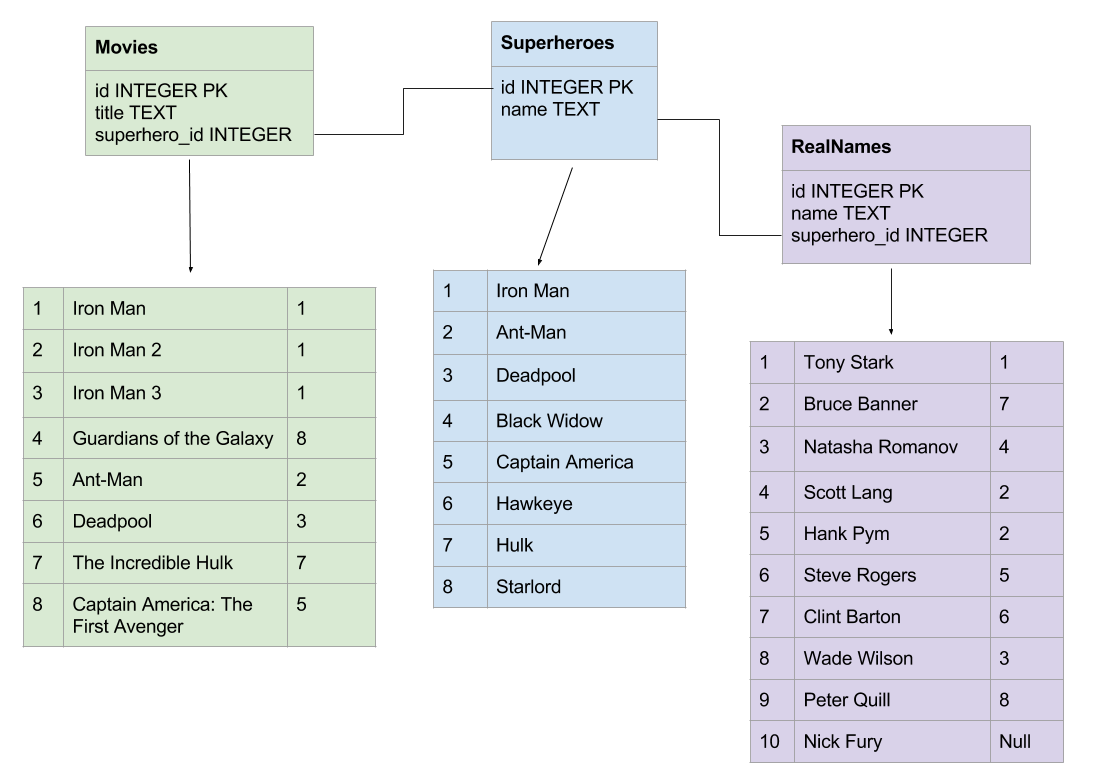 Movies
id INTEGER PK
title TEXT
superhero_id INTEGER
Superheroes
id INTEGER PK
name TEXT
RealNames
id INTEGER PK
name TEXT
superhero_id INTEGER
1 Iron Man 1
2 Iron Man 2 1
3 Iron Man 3 1
4 Guardians of the Galaxy 8
5 Ant-Man 2
6 Deadpool 3
7 The Incredible Hulk 7
8 Captain America: The 5
First Avenger
1 Iron Man
2 Ant-Man
3 Deadpool
4 Black Widow
5 Captain America
6 Hawkeye
7 Hulk
8 Starlord
1 Tony Stark 1
2 Bruce Banner 7
3 Natasha Romanov 4
4 Scott Lang 2
5 Hank Pym 2
6 Steve Rogers 5
7 Clint Barton 6
8 Wade Wilson 3
9 Peter Quill 8
10 Nick Fury Null